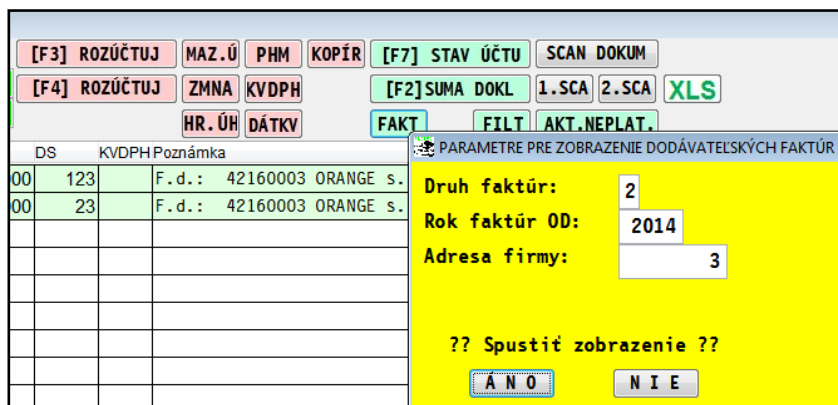 [F3] ROZÚČTUJ MAZ.Ú PHM KOPÍR [F7] STAV ÚČTU SCAN DOKUM
[F4] ROZÚČTUJ ZMNA KVDPH [F2]SUMA DOKL 1.SCA 2.SCA XLS
HR.ÚH DÁTKV FAKT FILT AKT.NEPLAT.
PARAMETRE PRE ZOBRAZENIE DODÁVATEĽSKÝCH FAKTÚR
DS KVDPH Poznámka
00 123 F.d.: 42160003 ORANGE s.
00 23 F.d.: 42160003 ORANGE s.
Druh faktúr: 2
Rok faktúr OD: 2014
Adresa firmy: 3
?? Spustiť zobrazenie ??
Á N O N I E